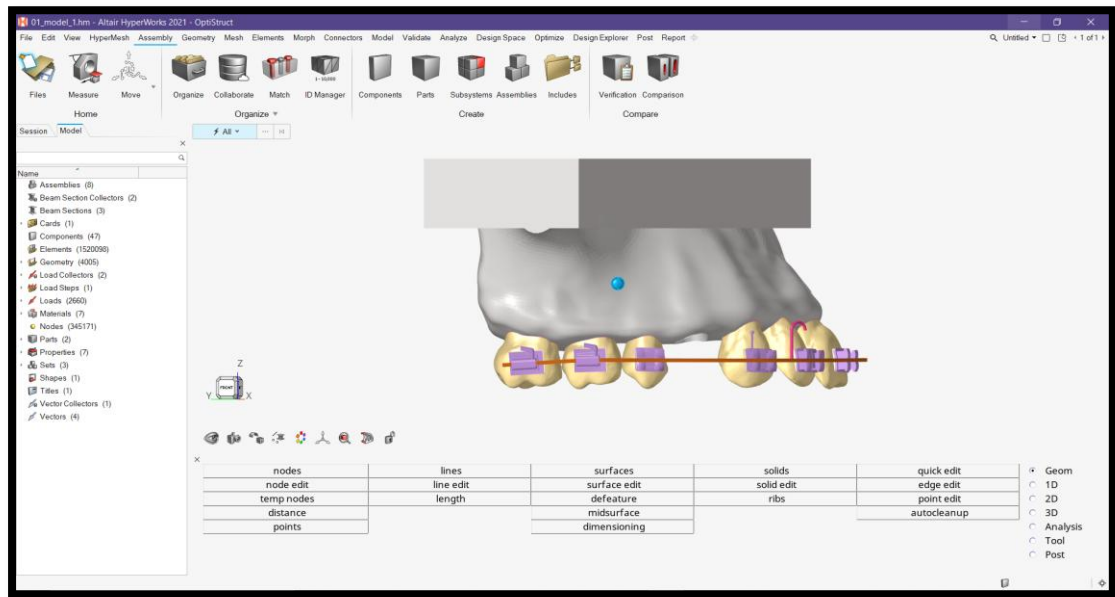 01_model_1.hm - Altair HyperWorks 2021 - OptiStruct
File Edit View HyperMesh Assembly Geometry Mesh Elements Morph Connectors Model Validate Analyze Design Space Optimize Design Explorer Post Report Untitled 1 of 1
Files Measure Move Organize Collaborate Match ID Manager Components Parts Subsystems Assemblies Includes Verification Comparison
Home Organize Create Compare
Session Model All
Name
Assemblies (8)
Beam Section Collectors (2)
Beam Sections (3)
Cards (1)
Components (47)
Elements (1520098)
Geometry (4005)
Load Collectors (2)
Load Steps (1)
Loads (2660)
Materials (7)
Nodes (345171)
Parts (2)
Properties (7)
Sets (3)
Shapes (1)
Titles (1)
Vector Collectors (1)
Vectors (4)
Z
FRONT
Y X
nodes lines surfaces solids quick edit Geom
node edit line edit surface edit solid edit edge edit 1D
temp nodes length defeature ribs point edit 2D
distance midsurface autocleanup 3D
points dimensioning Analysis
Tool
Post